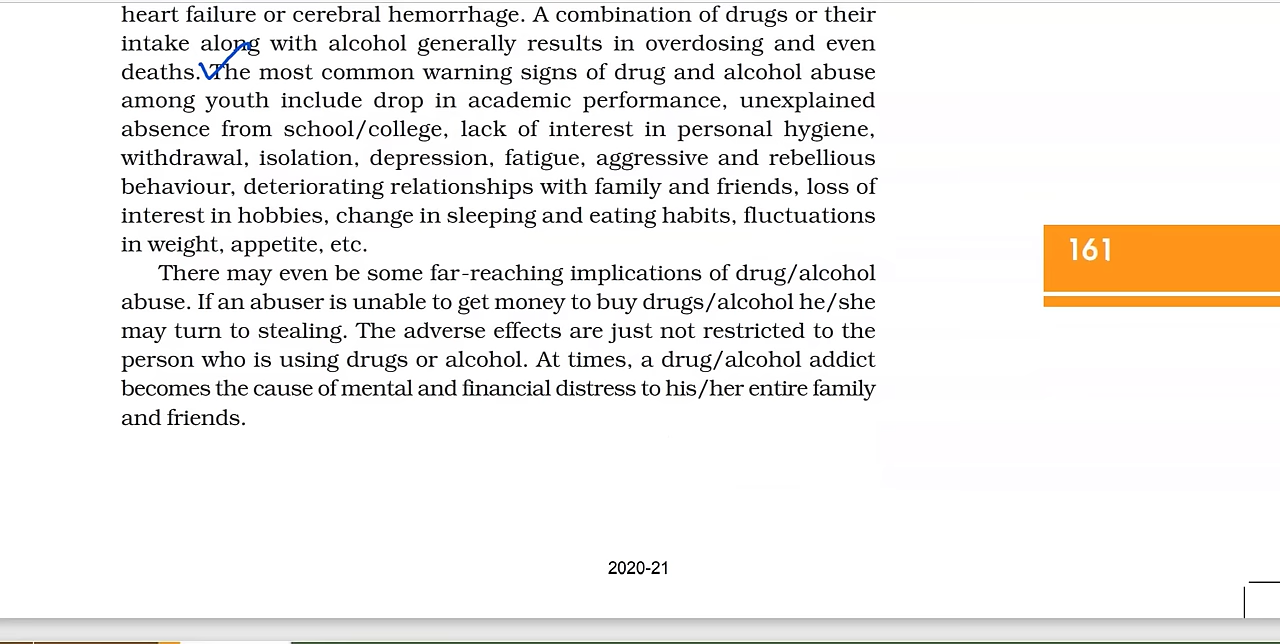 heart failure or cerebral hemorrhage. A combination of drugs or their
intake along with alcohol generally results in overdosing and even
deaths. The most common warning signs of drug and alcohol abuse
among youth include drop in academic performance, unexplained
absence from school/college, lack of interest in personal hygiene,
withdrawal, isolation, depression, fatigue, aggressive and rebellious
behaviour, deteriorating relationships with family and friends, loss of
interest in hobbies, change in sleeping and eating habits, fluctuations
in weight, appetite, etc.
161
There may even be some far-reaching implications of drug/alcohol
abuse. If an abuser is unable to get money to buy drugs/alcohol he/she
may turn to stealing. The adverse effects are just not restricted to the
person who is using drugs or alcohol. At times, a drug/alcohol addict
becomes the cause of mental and financial distress to his/her entire family
and friends.
2020-21